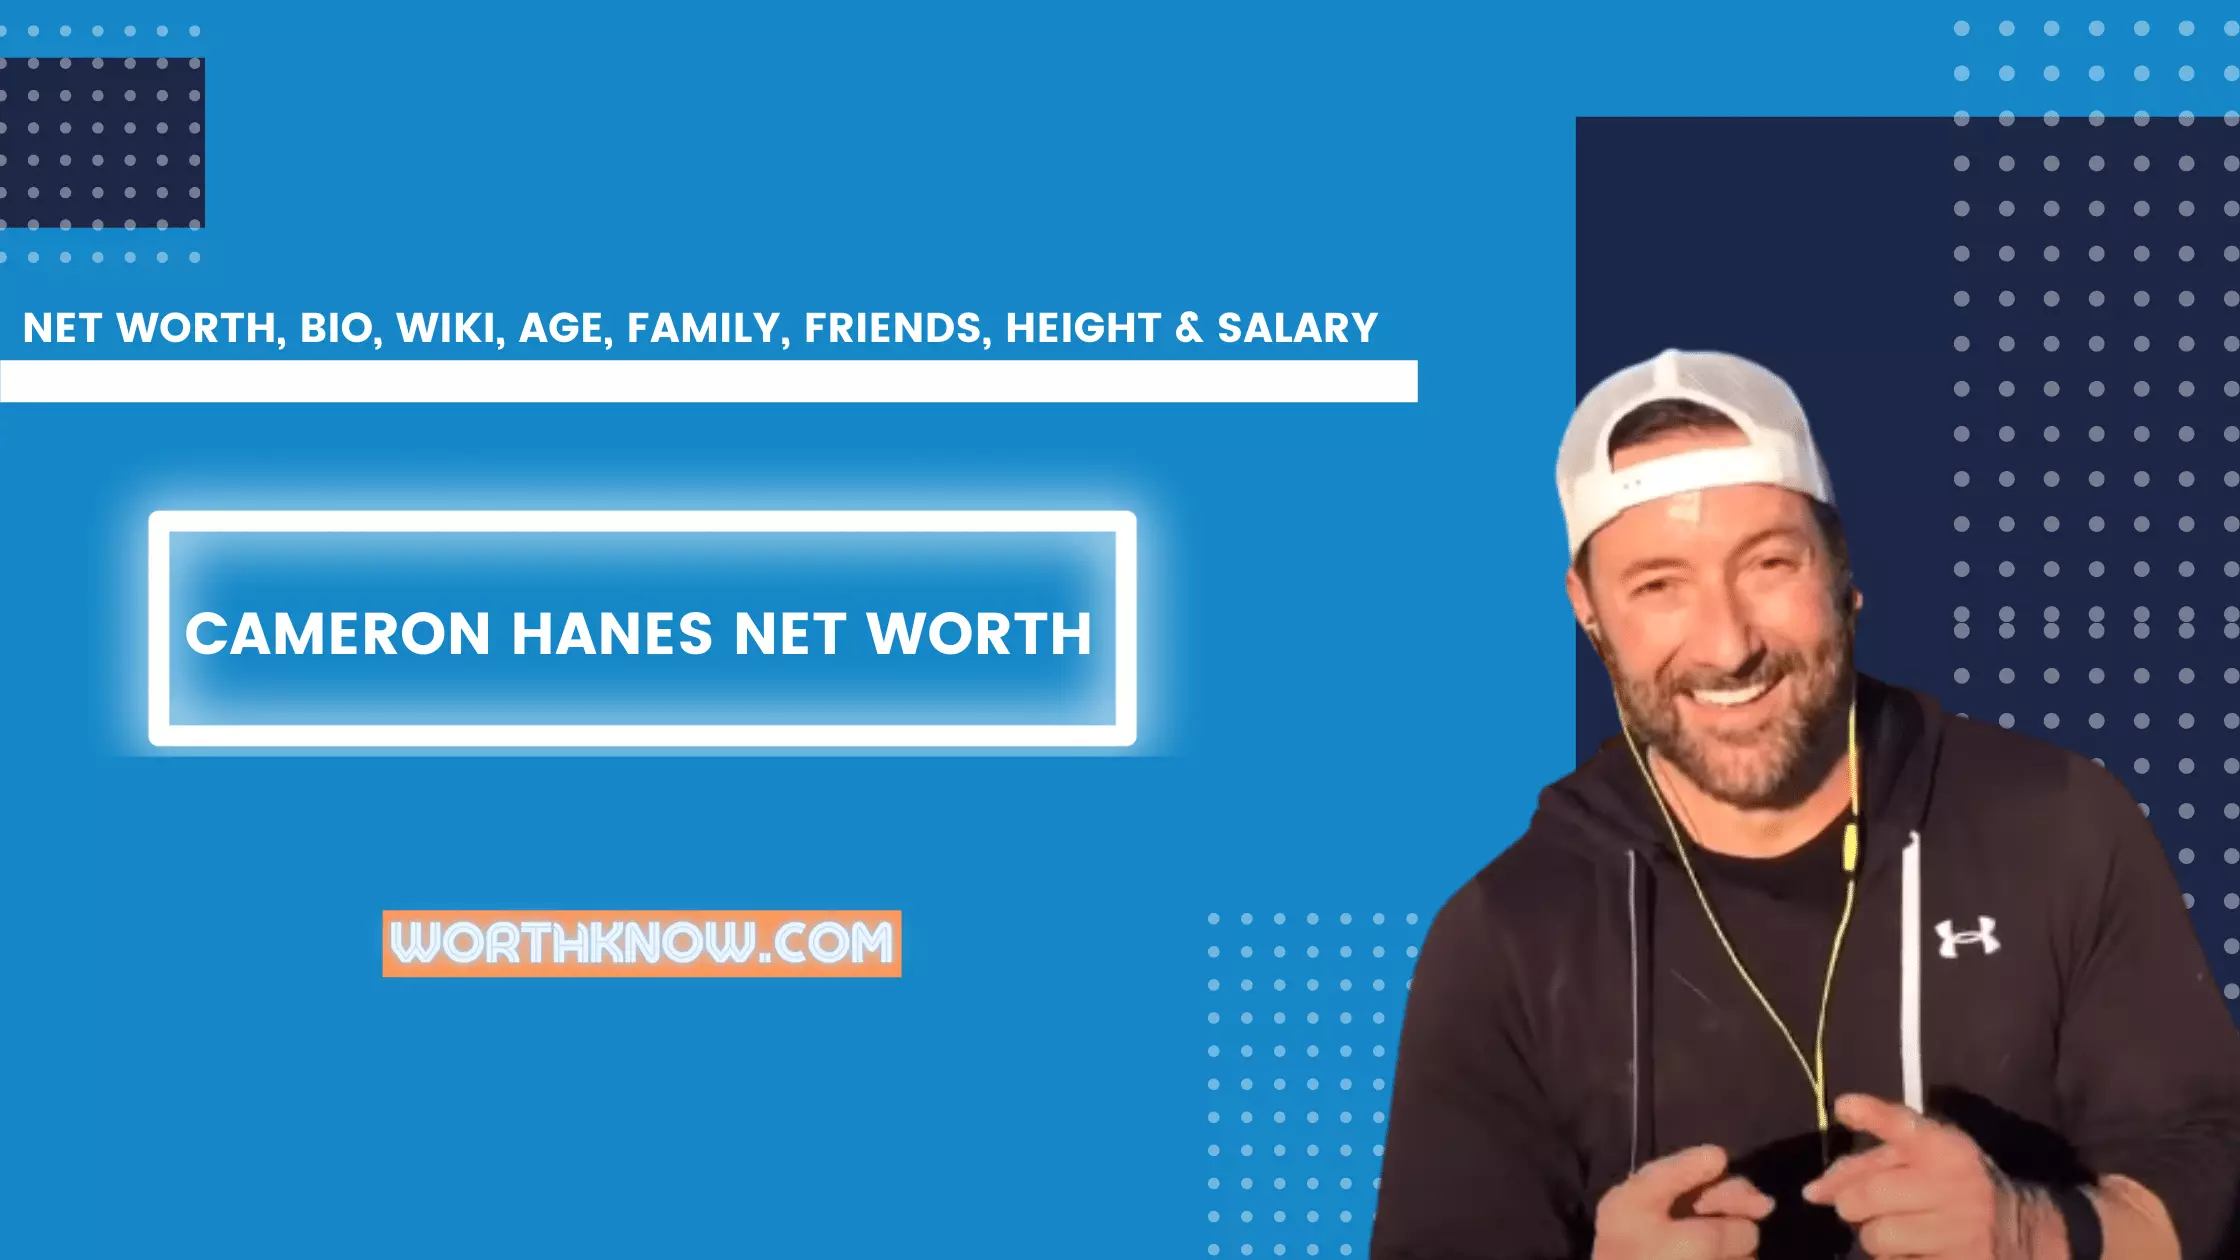 NET WORTH, BIO, WIKI, AGE, FAMILY, FRIENDS, HEIGHT & SALARY
CAMERON HANES NET WORTH
WORTHKNOW.COM